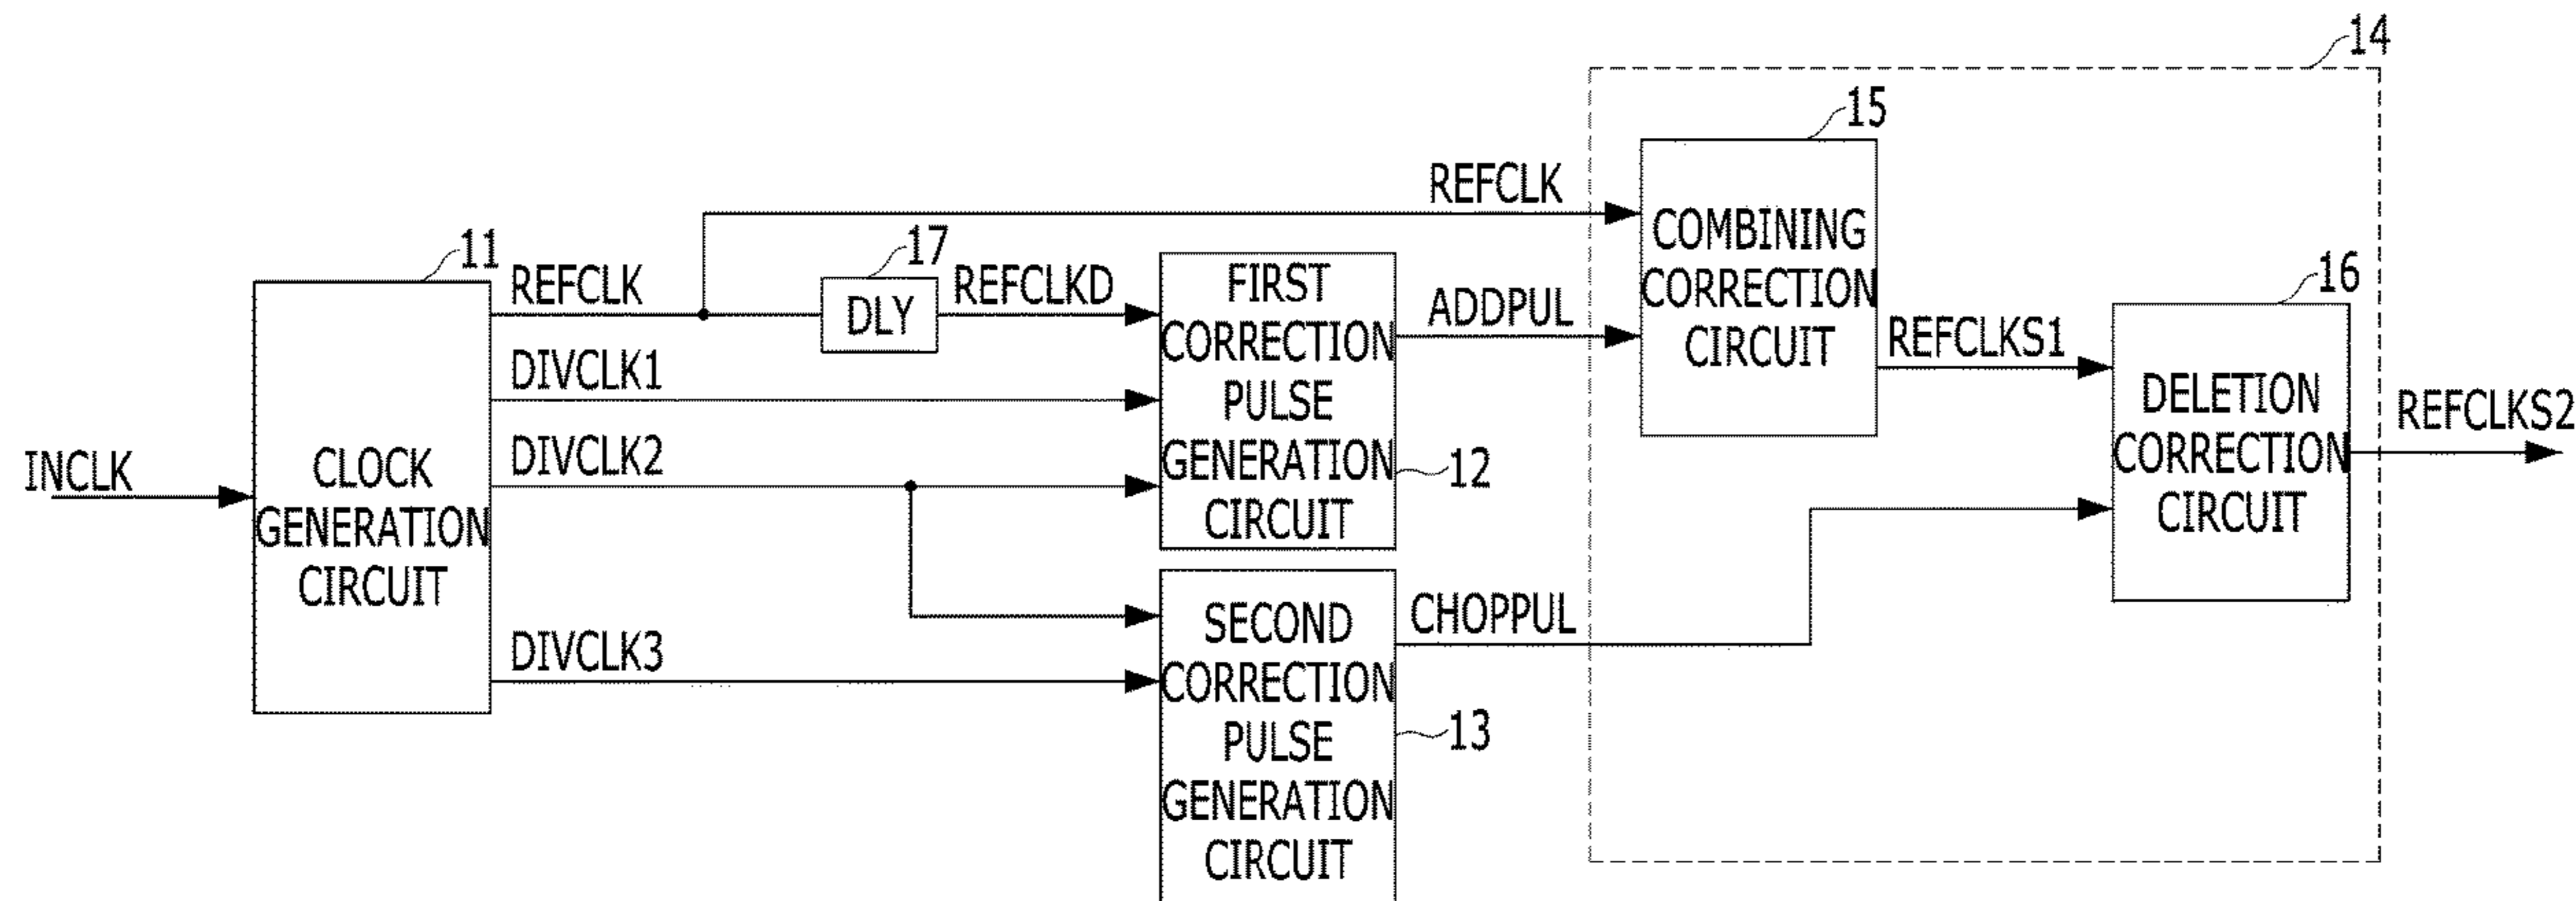 14
15
REFCLK
COMBINING
CORRECTION
CIRCUIT
11
REFCLK
17
DLY
REFCLKD
FIRST
CORRECTION
PULSE
GENERATION
CIRCUIT
12
ADDPUL
REFCLKS1
16
DELETION
CORRECTION
CIRCUIT
REFCLKS2
DIVCLK1
DIVCLK2
INCLK
CLOCK
GENERATION
CIRCUIT
DIVCLK3
SECOND
CORRECTION
PULSE
GENERATION
CIRCUIT
13
CHOPPUL